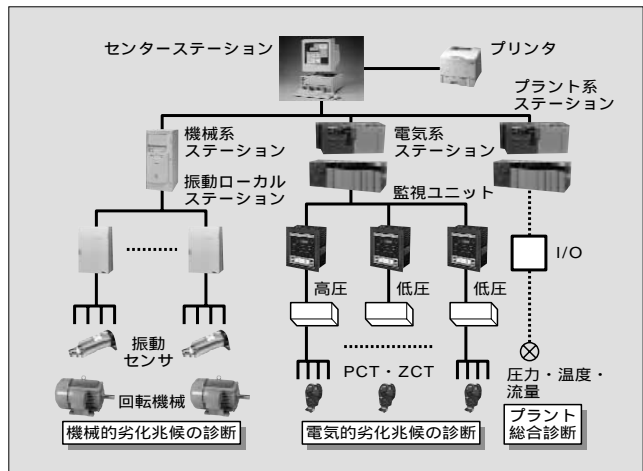 センターステーション
プリンタ
プラント系
ステーション
機械系
ステーション
電気系
ステーション
振動ローカル
ステーション
監視ユニット
I/O
高圧
低圧
低圧
振動
センサ
PCT・ZCT
圧力・温度・
流量
回転機械
機械的劣化兆候の診断
電気的劣化兆候の診断
プラント
総合診断